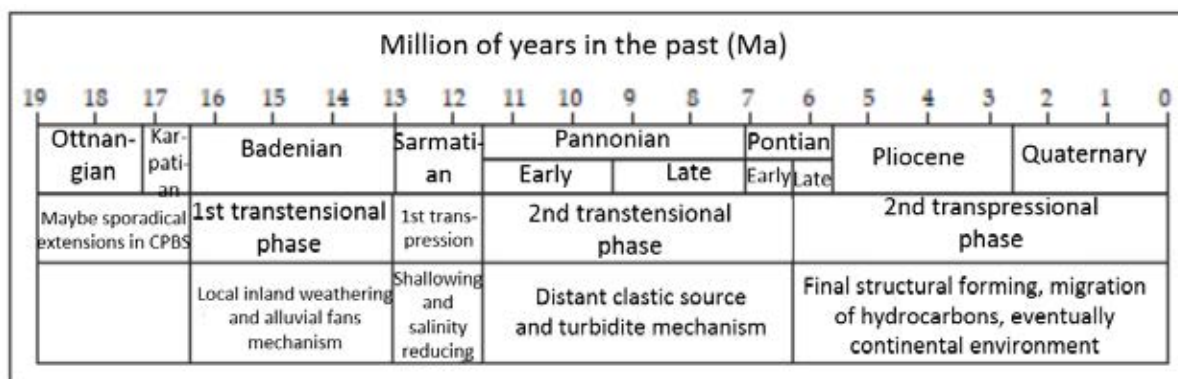 Million of years in the past (Ma)
19 18 17 16 15 14 13 12 11 10 9 8 7 6 5 4 3 2 1 0
Ottnan-
gian
Kar-
pati-
an
Badenian
Sarmati-
an
Pannonian
Early
Late
Pontian
Early
Late
Pliocene
Quaternary
Maybe sporadical
extensions in CPBS
1st transtensional
phase
1st trans-
pression
2nd transtensional
phase
2nd transpressional
phase
Local inland weathering
and alluvial fans
mechanism
Shallowing
and
salinity
reducing
Distant clastic source
and turbidite mechanism
Final structural forming, migration
of hydrocarbons, eventually
continental environment